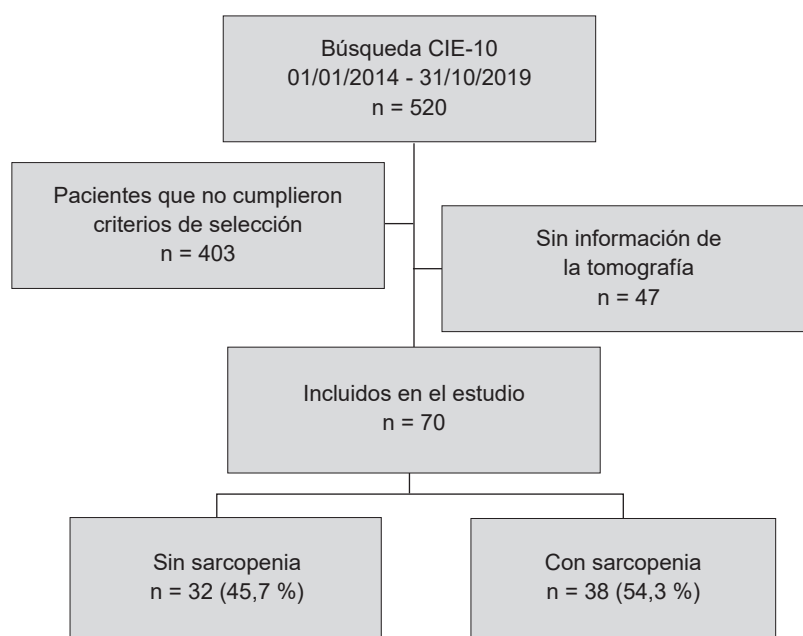 Búsqueda CIE-10
01/01/2014 - 31/10/2019
n = 520
Pacientes que no cumplieron
criterios de selección
n = 403
Sin información de
la tomografía
n = 47
Incluidos en el estudio
n = 70
Sin sarcopenia
n = 32 (45,7 %)
Con sarcopenia
n = 38 (54,3 %)